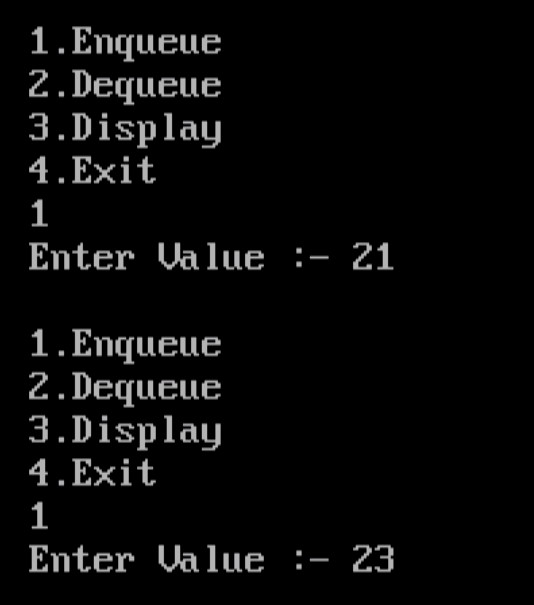 1.Enqueue
2.Dequeue
3.Display
4.Exit
1
Enter Value :- 21
1.Enqueue
2.Dequeue
3.Display
4.Exit
1
Enter Value :- 23